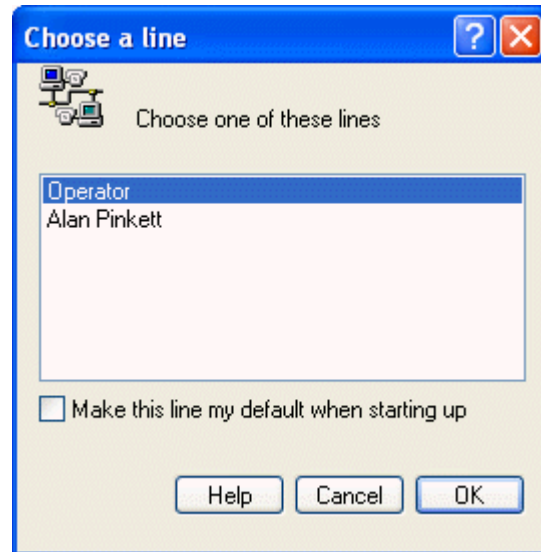 Choose a line
Choose one of these lines
Operator
Alan Pinkett
Make this line my default when starting up
Help Cancel OK